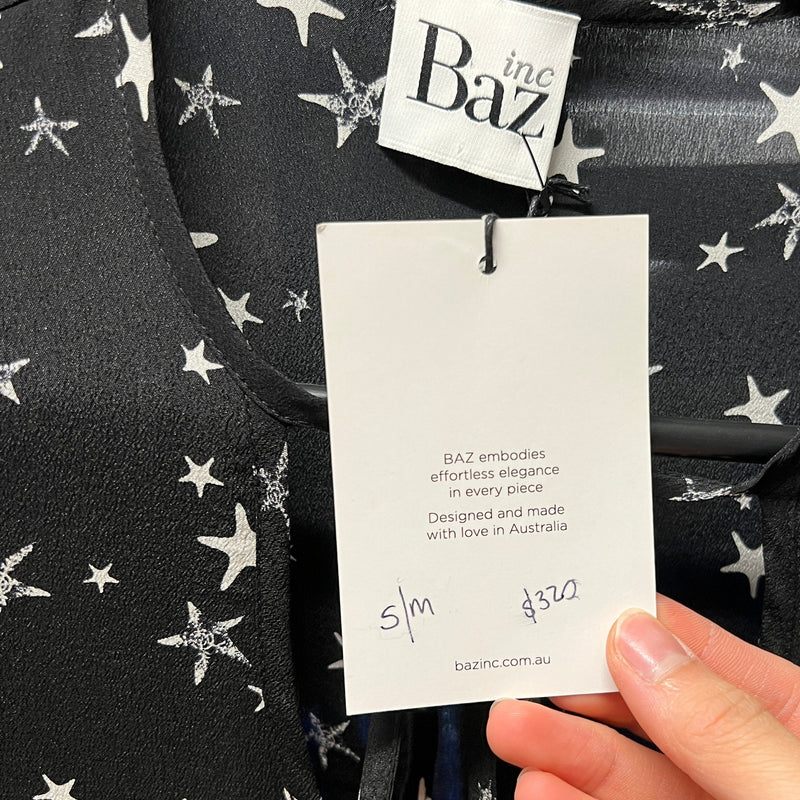 Baz inc
BAZ embodies
effortless elegance
in every piece
Designed and made
with love in Australia
S/M $320
bazinc.com.au